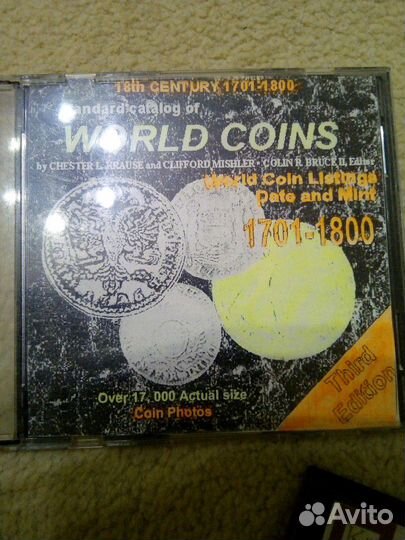 18th CENTURY 1701-1800
tandard catalog of
WORLD COINS
by CHESTER L. KRAUSE and CLIFFORD MISHLER · COLIN R. BRUCE II, Editor
World Coin Listings
Date and Mint
1701-1800
Over 17, 000 Actual size
Coin Photos
Third
Edition
Avito